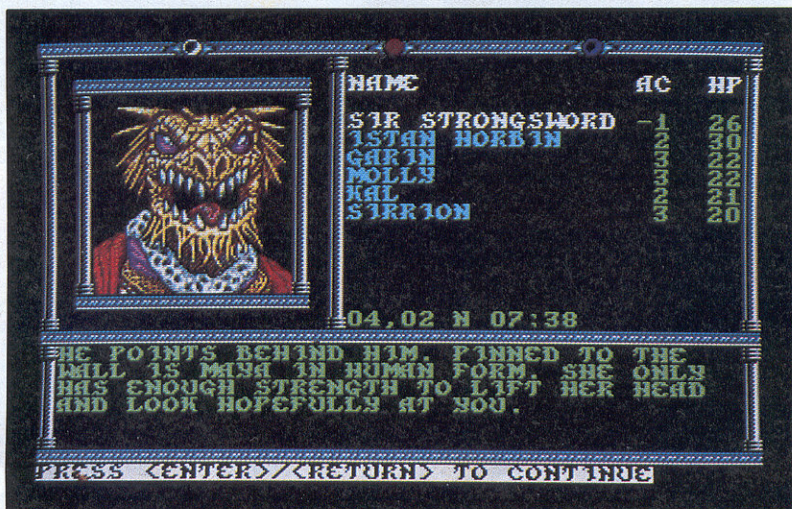 NAME AC HP
SIR STRONGSWORD -1 26
ISTAN HORBIN 2 30
GARIN 3 22
MOLLY 3 22
KAL 2 21
SIRRION 3 20
04,02 N 07:38
HE POINTS BEHIND HIM. PINNED TO THE
WALL IS MAYA IN HUMAN FORM. SHE ONLY
HAS ENOUGH STRENGTH TO LIFT HER HEAD
AND LOOK HOPEFULLY AT YOU.
PRESS <ENTER>/<RETURN> TO CONTINUE